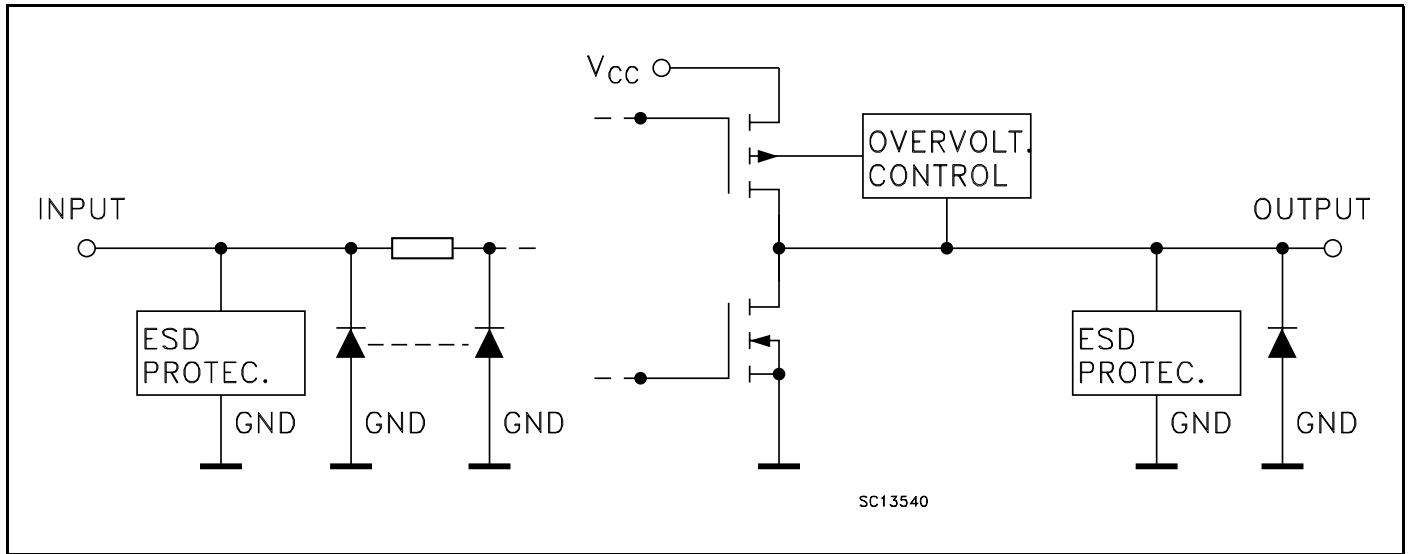 VCC
OVERVOLT.
CONTROL
INPUT
OUTPUT
ESD
PROTEC.
ESD
PROTEC.
GND
GND
GND
GND
GND
SC13540